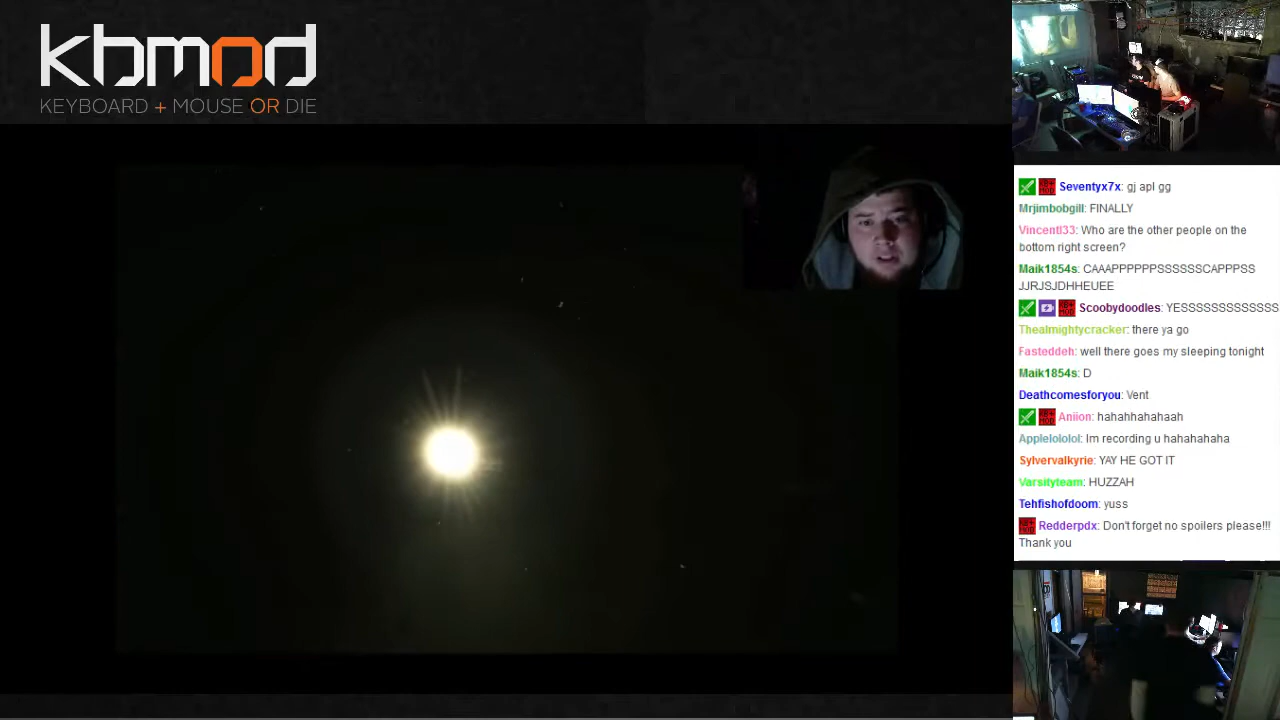 kbmod
KEYBOARD + MOUSE OR DIE
Seventyx7x: gj apl gg
Mrjimbobgill: FINALLY
Vincentl33: Who are the other people on the
bottom right screen?
Maik1854s: CAAAPPPPPPSSSSSSCAPPPSS
JJRJSJDHHEUEE
Scoobydoodles: YESSSSSSSSSSSSS
Thealmightycracker: there ya go
Fasteddeh: well there goes my sleeping tonight
Maik1854s: D
Deathcomesforyou: Vent
Aniion: hahahhahahaah
Applelololol: Im recording u hahahahaha
Sylvervalkyrie: YAY HE GOT IT
Varsityteam: HUZZAH
Tehfishofdoom: yuss
Redderpdx: Don't forget no spoilers please!!!
Thank you